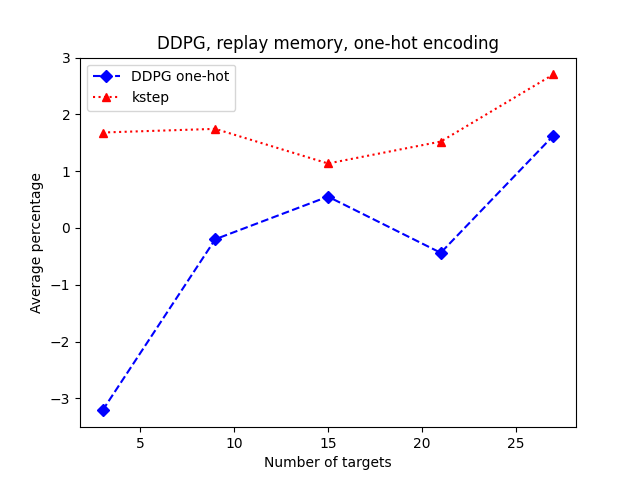 DDPG, replay memory, one-hot encoding
DDPG one-hot
kstep
3
2
1
0
−1
−2
−3
Average percentage
5
10
15
20
25
Number of targets